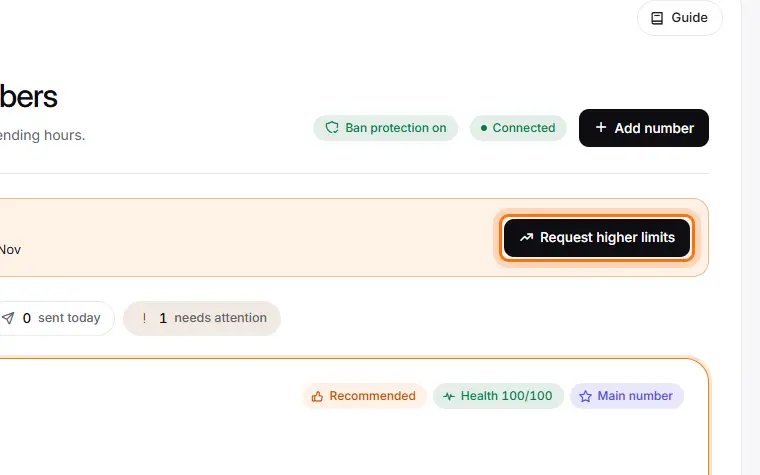 Guide
bers
ending hours.
Ban protection on
Connected
+ Add number
Nov
Request higher limits
0 sent today
! 1 needs attention
Recommended
Health 100/100
Main number